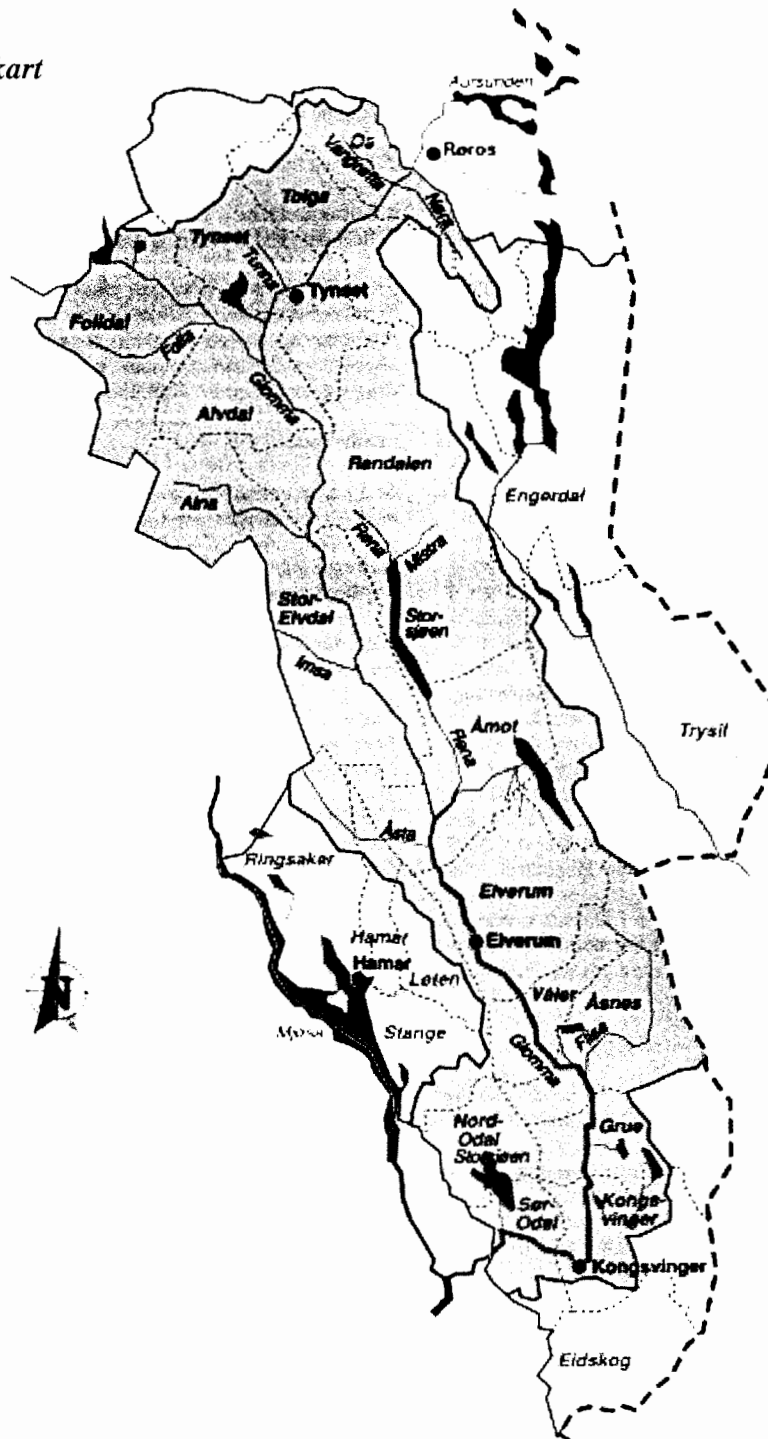 kart
Aursunden
Os
Vangrøfta
Røros
Tolga
Nøra
Tynset
Tunna
Tynset
Folldal
Folla
Glomma
Alvdal
Rendalen
Engerdal
Atna
Rena
Mistra
Stor-
Elvdal
Stor-
sjøen
Imsa
Åmot
Rena
Trysil
Åsta
Ringsaker
Elverum
Elverum
Hamar
Hamar
Løten
N
Våler
Åsnes
Mjøsa
Stange
Flisa
Glomma
Nord-
Odal
Storsjøen
Grue
Sør-
Odal
Kongs-
vinger
Kongsvinger
Eidskog